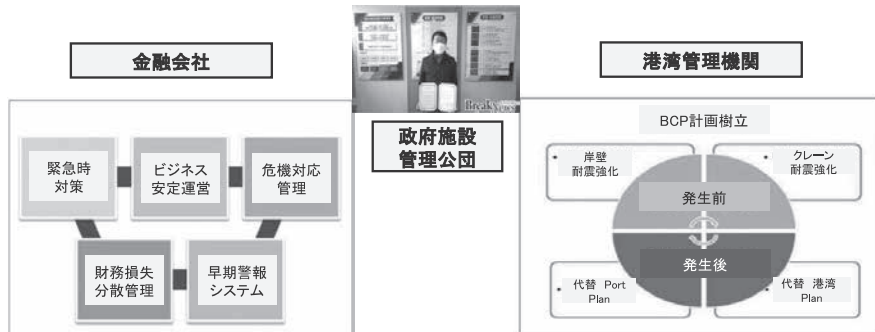 金融会社
緊急時
対策
ビジネス
安定運営
危機対応
管理
財務損失
分散管理
早期警報
システム
BreakNews
政府施設
管理公団
港湾管理機関
BCP計画樹立
・岸壁
耐震強化
・クレーン
耐震強化
発生前
発生後
・代替 Port
Plan
・代替 港湾
Plan